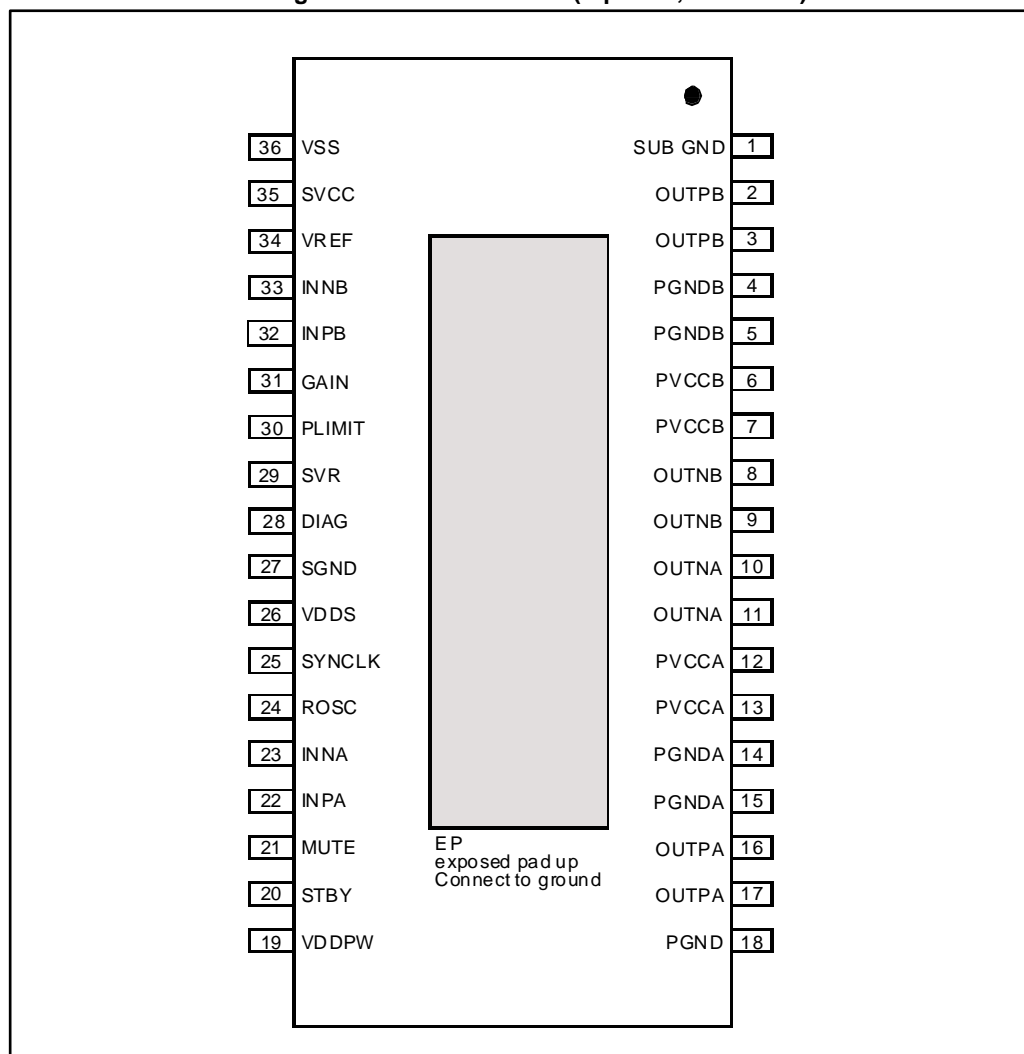 36 VSS SUB GND 1
35 SVCC OUTPB 2
34 VREF OUTPB 3
33 INNB PGNDB 4
32 INPB PGNDB 5
31 GAIN PVCCB 6
30 PLIMIT PVCCB 7
29 SVR OUTNB 8
28 DIAG OUTNB 9
27 SGND OUTNA 10
26 VDDS OUTNA 11
25 SYNCLK PVCCA 12
24 ROSC PVCCA 13
23 INNA PGNDA 14
22 INPA PGNDA 15
21 MUTE OUTPA 16
20 STBY OUTPA 17
19 VDDPW PGND 18
EP
exposed pad up
Connect to ground